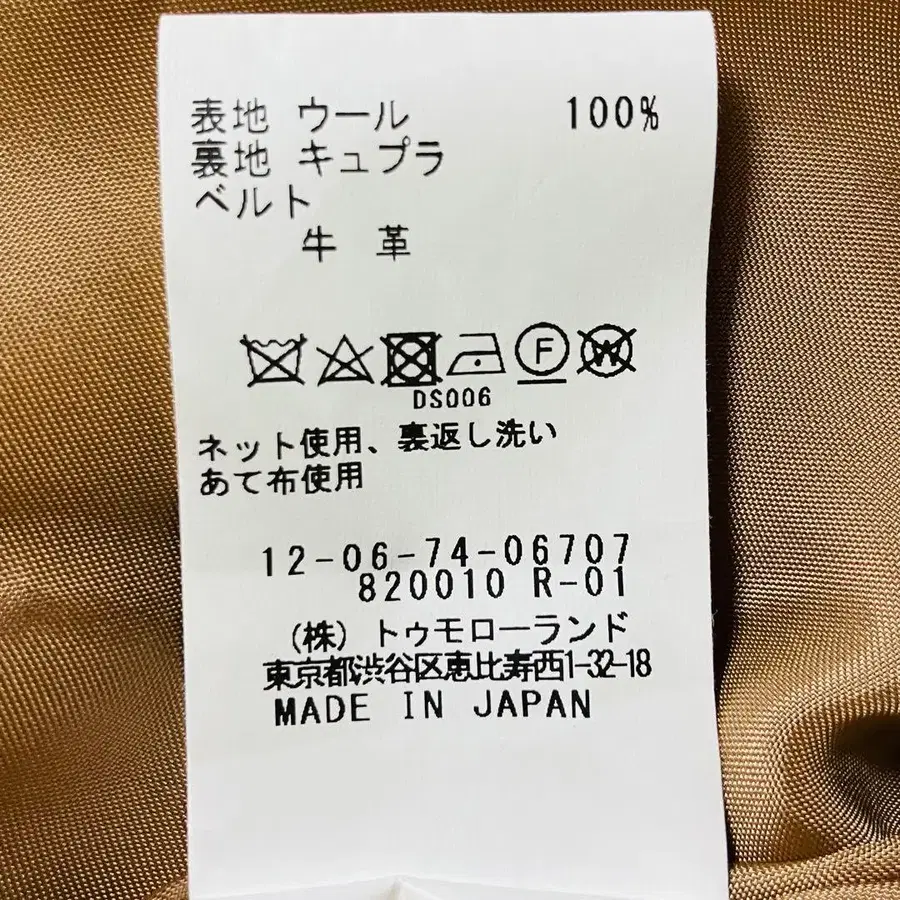 表地 ウール 100%
裏地 キュプラ
ベルト
牛 革
DS006
ネット使用、裏返し洗い
あて布使用
12-06-74-06707
820010 R-01
(株) トゥモローランド
東京都渋谷区恵比寿西1-32-18
MADE IN JAPAN